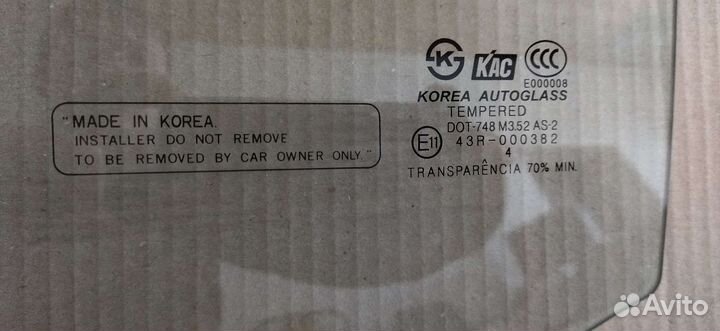 "MADE IN KOREA.
INSTALLER DO NOT REMOVE
TO BE REMOVED BY CAR OWNER ONLY."
K
KAC
CCC
E000008
KOREA AUTOGLASS
TEMPERED
DOT-748 M3.52 AS-2
E11 43R-000382
4
TRANSPARÊNCIA 70% MIN.
Avito